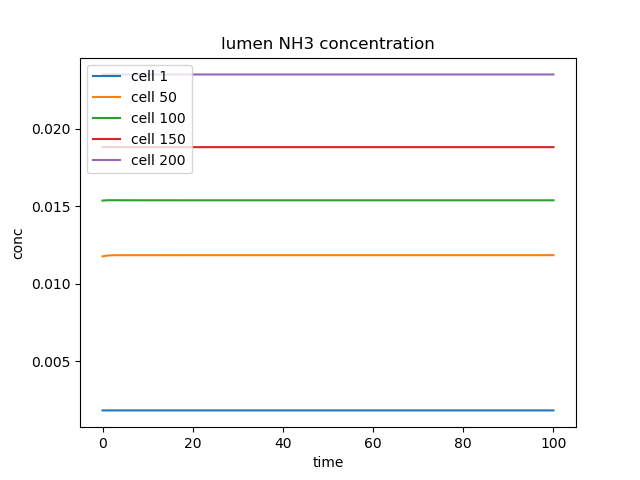 lumen NH3 concentration
cell 1
cell 50
cell 100
cell 150
cell 200
0.020
0.015
0.010
0.005
conc
0 20 40 60 80 100
time